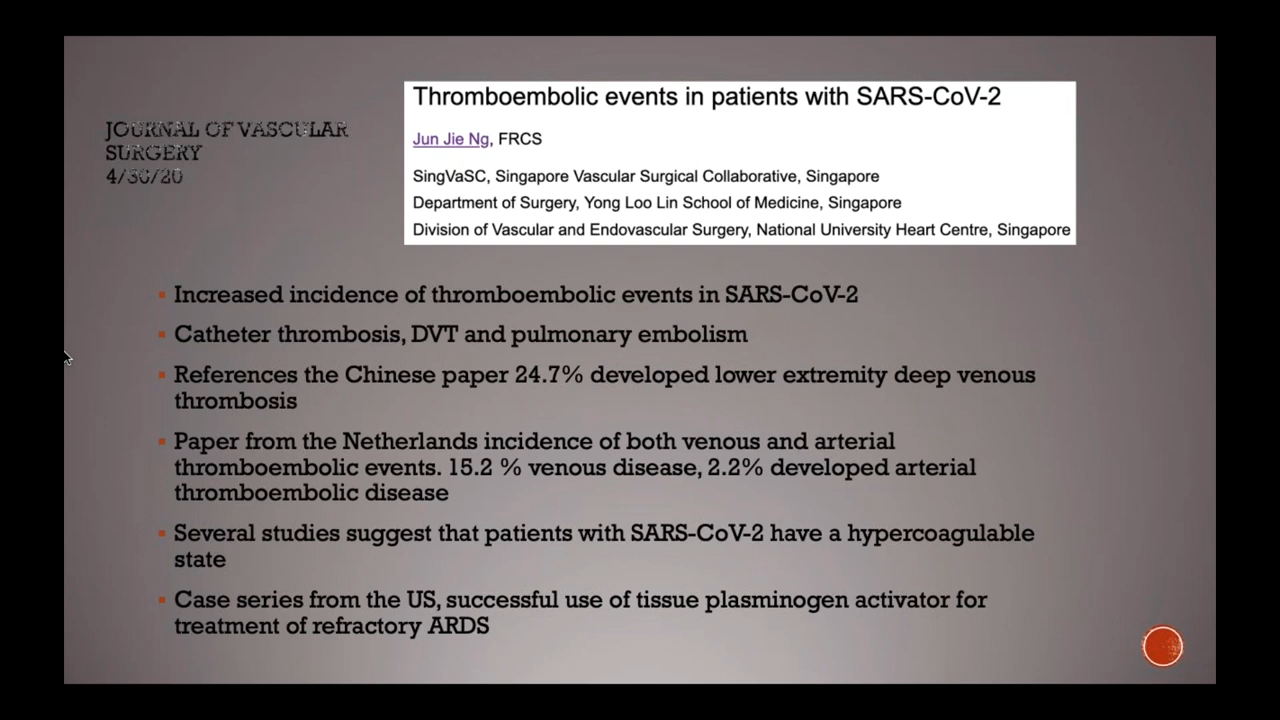 JOURNAL OF VASCULAR
SURGERY
4/30/20
Thromboembolic events in patients with SARS-CoV-2
Jun Jie Ng, FRCS
SingVaSC, Singapore Vascular Surgical Collaborative, Singapore
Department of Surgery, Yong Loo Lin School of Medicine, Singapore
Division of Vascular and Endovascular Surgery, National University Heart Centre, Singapore
Increased incidence of thromboembolic events in SARS-CoV-2
Catheter thrombosis, DVT and pulmonary embolism
References the Chinese paper 24.7% developed lower extremity deep venous
thrombosis
Paper from the Netherlands incidence of both venous and arterial
thromboembolic events. 15.2 % venous disease, 2.2% developed arterial
thromboembolic disease
Several studies suggest that patients with SARS-CoV-2 have a hypercoagulable
state
Case series from the US, successful use of tissue plasminogen activator for
treatment of refractory ARDS